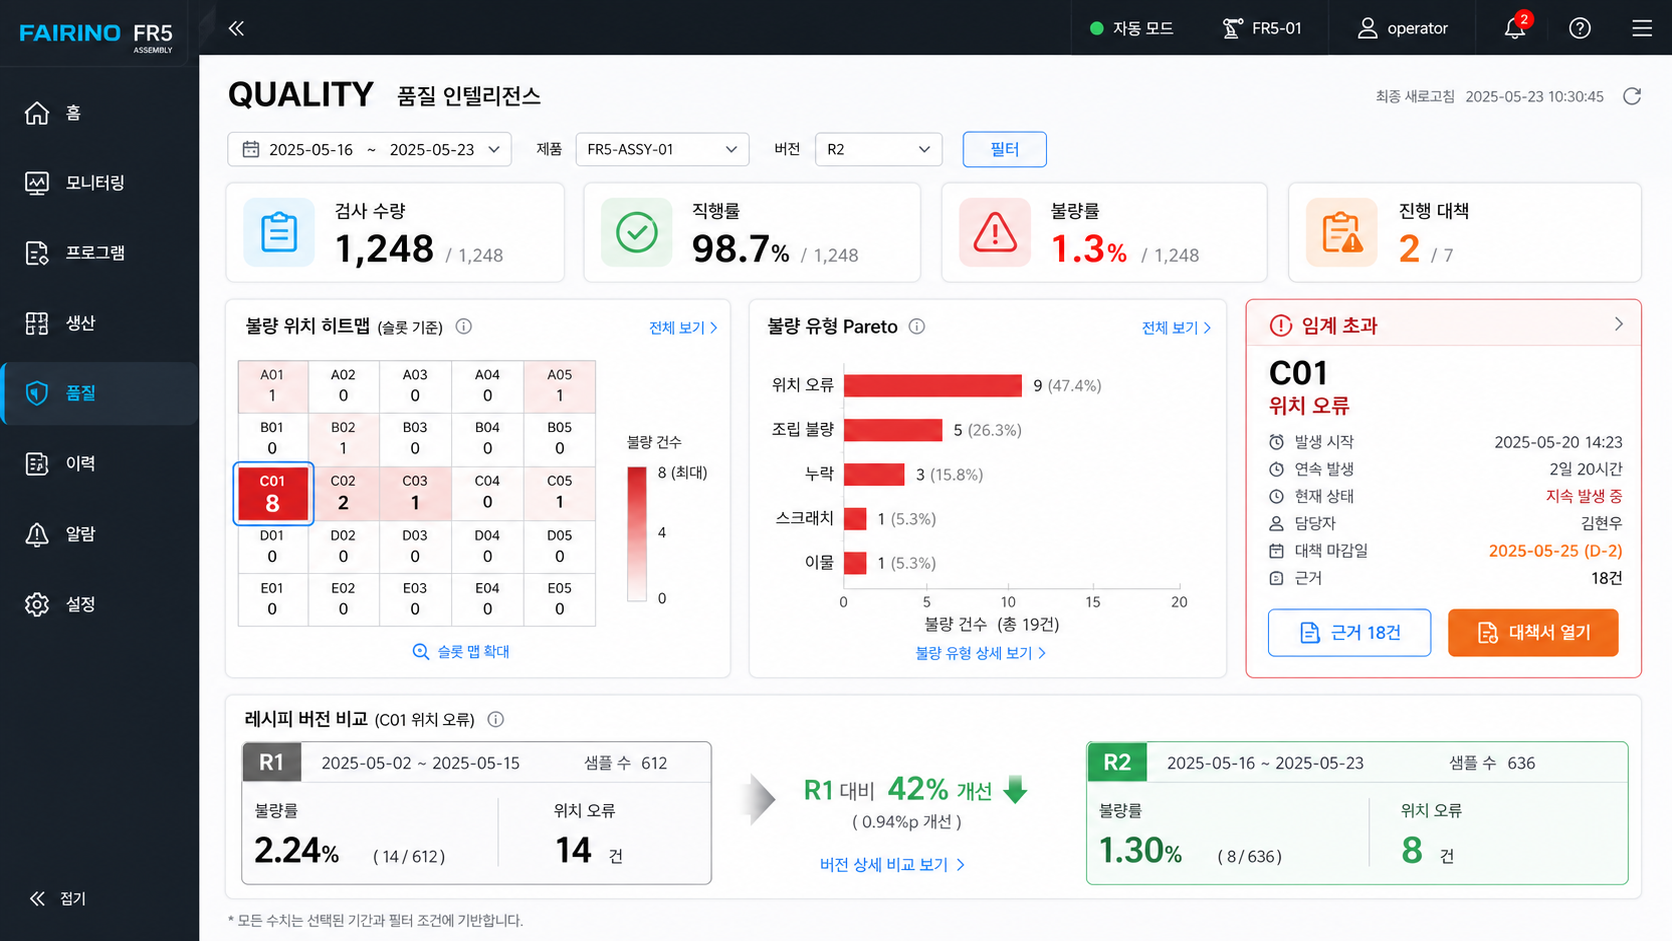 FAIRINO FR5
ASSEMBLY
자동 모드
FR5-01
operator
2
홈
모니터링
프로그램
생산
품질
이력
알람
설정
접기
QUALITY 품질 인텔리전스
최종 새로고침 2025-05-23 10:30:45
2025-05-16 ~ 2025-05-23
제품 FR5-ASSY-01
버전 R2
필터
검사 수량
1,248 / 1,248
직행률
98.7% / 1,248
불량률
1.3% / 1,248
진행 대책
2 / 7
불량 위치 히트맵 (슬롯 기준)
전체 보기
A01 A02 A03 A04 A05
1 0 0 0 1
B01 B02 B03 B04 B05
0 1 0 0 0
C01 C02 C03 C04 C05
8 2 1 0 1
D01 D02 D03 D04 D05
0 0 0 0 0
E01 E02 E03 E04 E05
0 0 0 0 0
불량 건수
8 (최대)
4
0
슬롯 맵 확대
불량 유형 Pareto
전체 보기
위치 오류 9 (47.4%)
조립 불량 5 (26.3%)
누락 3 (15.8%)
스크래치 1 (5.3%)
이물 1 (5.3%)
0 5 10 15 20
불량 건수 (총 19건)
불량 유형 상세 보기
임계 초과
C01
위치 오류
발생 시작 2025-05-20 14:23
연속 발생 2일 20시간
현재 상태 지속 발생 중
담당자 김현우
대책 마감일 2025-05-25 (D-2)
근거 18건
근거 18건
대책서 열기
레시피 버전 비교 (C01 위치 오류)
R1 2025-05-02 ~ 2025-05-15 샘플 수 612
불량률 위치 오류
2.24% ( 14 / 612 ) 14 건
R1 대비 42% 개선
( 0.94%p 개선 )
버전 상세 비교 보기
R2 2025-05-16 ~ 2025-05-23 샘플 수 636
불량률 위치 오류
1.30% ( 8 / 636 ) 8 건
* 모든 수치는 선택된 기간과 필터 조건에 기반합니다.